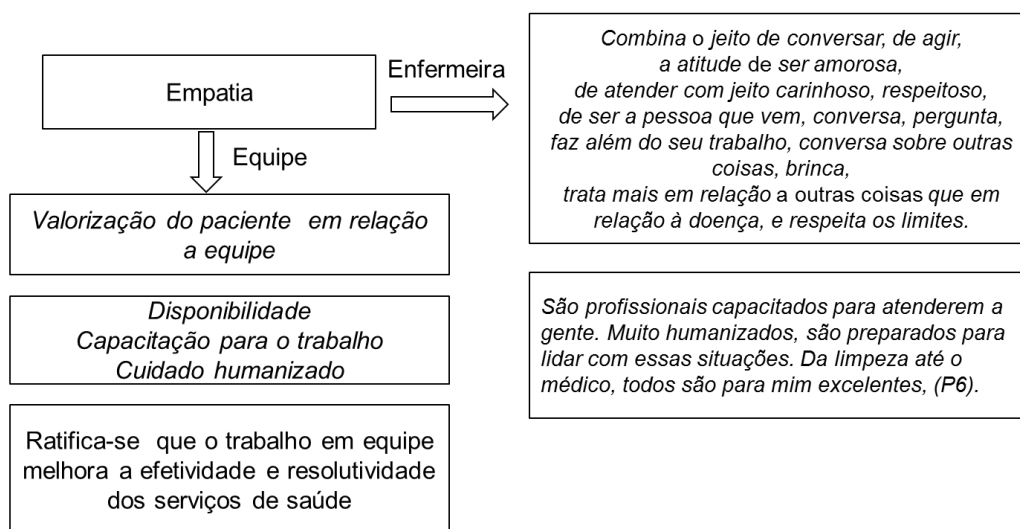 Empatia
Enfermeira
Combina o jeito de conversar, de agir,
a atitude de ser amorosa,
de atender com jeito carinhoso, respeitoso,
de ser a pessoa que vem, conversa, pergunta,
faz além do seu trabalho, conversa sobre outras
coisas, brinca,
trata mais em relação a outras coisas que em
relação à doença, e respeita os limites.
Equipe
Valorização do paciente em relação
a equipe
Disponibilidade
Capacitação para o trabalho
Cuidado humanizado
São profissionais capacitados para atenderem a
gente. Muito humanizados, são preparados para
lidar com essas situações. Da limpeza até o
médico, todos são para mim excelentes, (P6).
Ratifica-se que o trabalho em equipe
melhora a efetividade e resolutividade
dos serviços de saúde